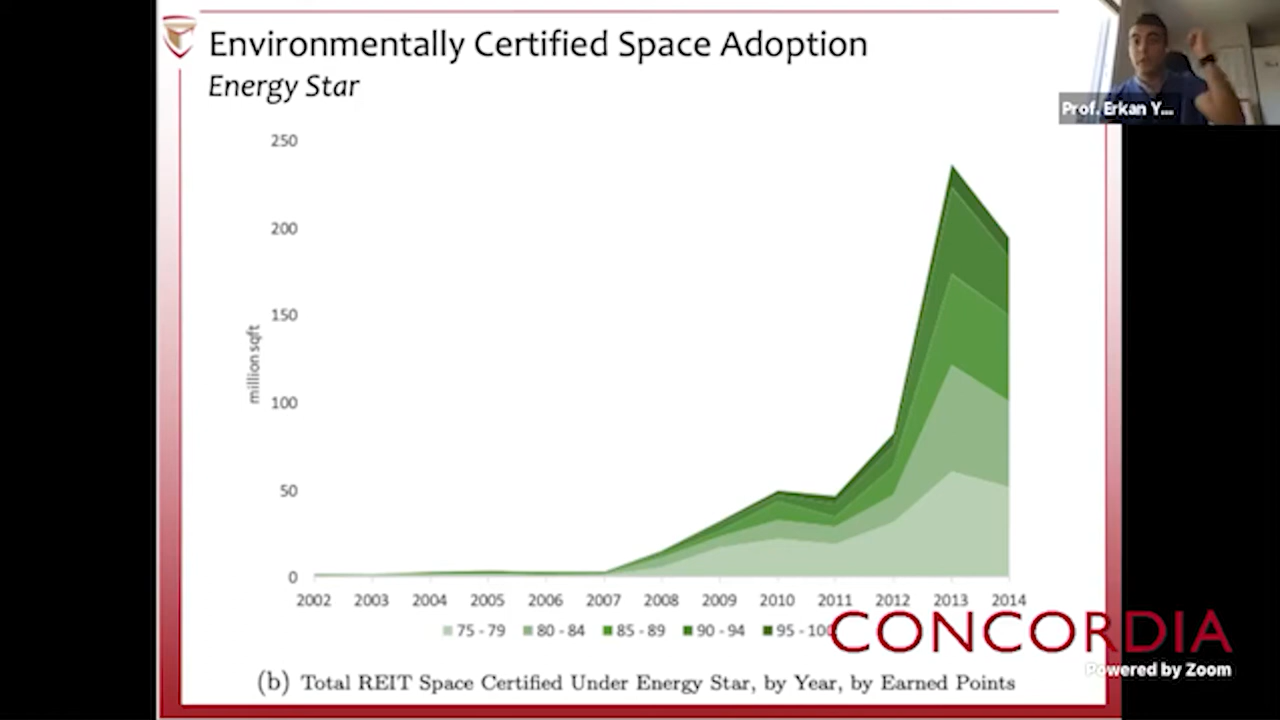 Environmentally Certified Space Adoption
Energy Star
Prof. Erkan Y...
250
200
150
100
50
0
million sqft
2002 2003 2004 2005 2006 2007 2008 2009 2010 2011 2012 2013 2014
75 - 79 80 - 84 85 - 89 90 - 94 95 - 100
CONCORDIA
Powered by Zoom
(b) Total REIT Space Certified Under Energy Star, by Year, by Earned Points